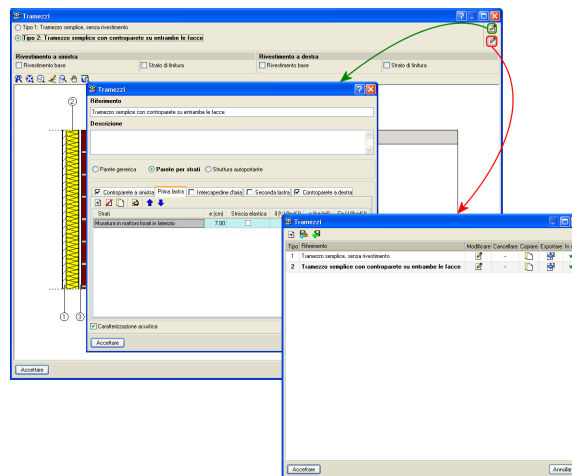 Tramezzi
Tipo 1: Tramezzo semplice, senza rivestimento
Tipo 2: Tramezzo semplice con controparete su entrambe le facce
Rivestimento a sinistra
Rivestimento a destra
Rivestimento base
Strato di finitura
Rivestimento base
Strato di finitura
2
1
3
Accettare
Tramezzi
Riferimento
Tramezzo semplice con controparete su entrambe le facce
Descrizione
Parete generica
Parete per strati
Struttura autoportante
Controparete a sinistra
Prima lastra
Intercapedine d'aria
Seconda lastra
Controparete a destra
Strati
e (cm)
Striscia elastica
Muratura in mattoni forati in laterizio
7.00
Caratterizzazione acustica
Accettare
Tramezzi
Tipo Riferimento Modificare Cancellare Copiare Esportare In
1 Tramezzo semplice, senza rivestimento –
2 Tramezzo semplice con controparete su entrambe le facce –
Accettare
Annulla